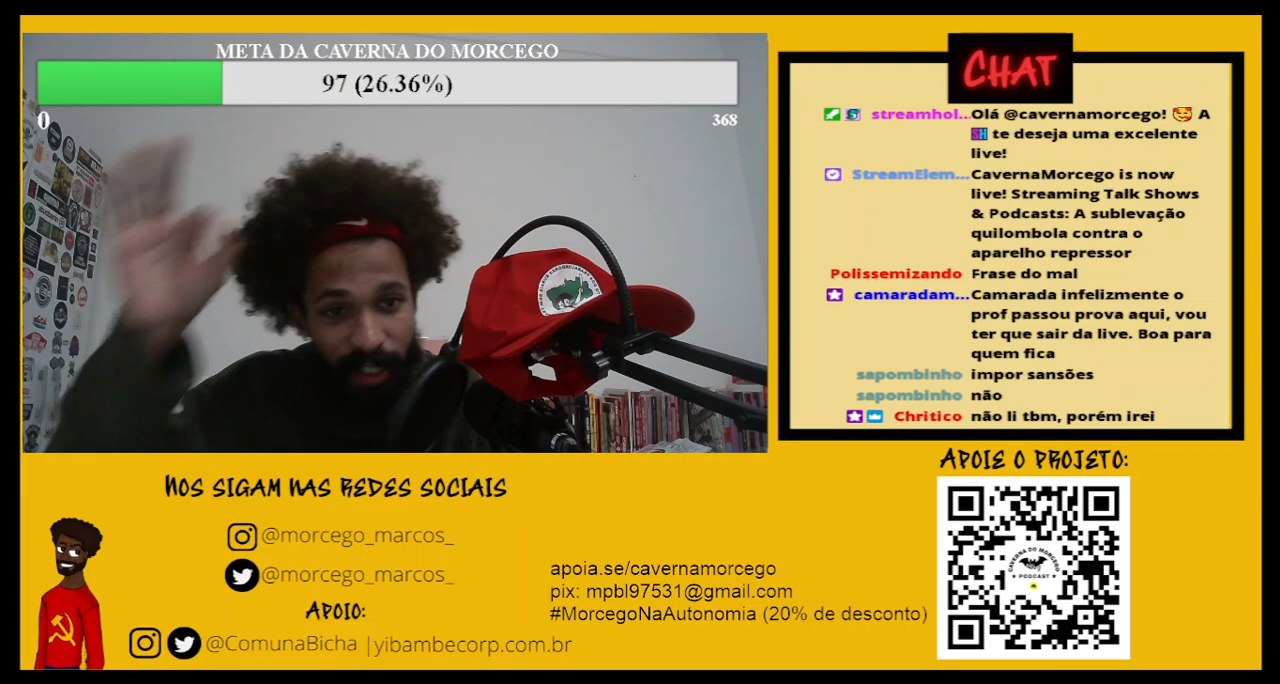 META DA CAVERNA DO MORCEGO
97 (26.36%)
0
368
CHAT
streamhol... Olá @cavernamorcego! 🥰 A
SH te deseja uma excelente
live!
StreamElem... CavernaMorcego is now
live! Streaming Talk Shows
& Podcasts: A sublevação
quilombola contra o
aparelho repressor
Polissemizando Frase do mal
camaradam... Camarada infelizmente o
prof passou prova aqui, vou
ter que sair da live. Boa para
quem fica
sapombinho impor sansões
sapombinho não
Chritico não li tbm, porém irei
NOS SIGAM NAS REDES SOCIAIS
@morcego_marcos_
@morcego_marcos_
APOIO:
@ComunaBicha |yibambecorp.com.br
apoia.se/cavernamorcego
pix: mpbl97531@gmail.com
#MorcegoNaAutonomia (20% de desconto)
APOIE O PROJETO:
CAVERNA DO MORCEGO
PODCAST